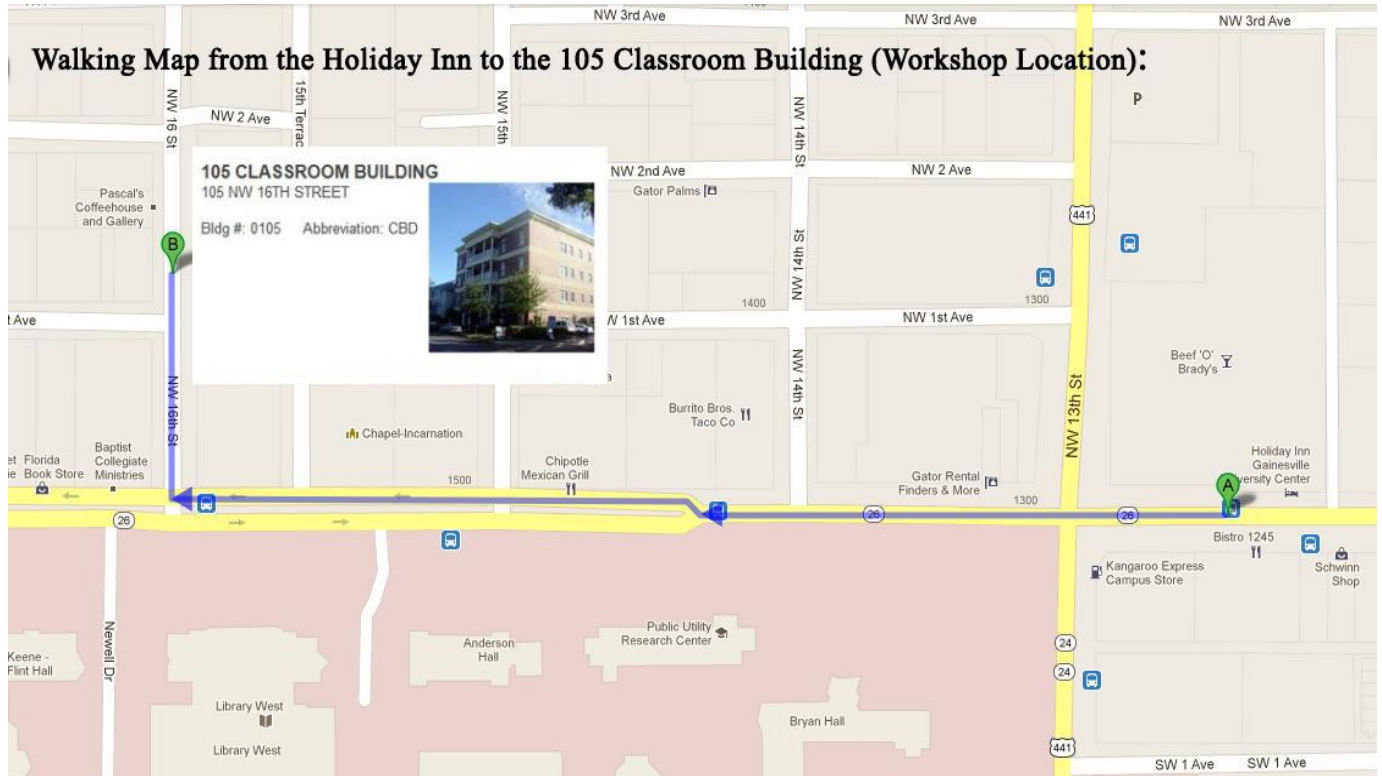 NW 3rd Ave
NW 3rd Ave
NW 3rd Ave
Walking Map from the Holiday Inn to the 105 Classroom Building (Workshop Location):
NW 16 St
NW 2 Ave
15th Terrac
NW 15th
NW 14th St
P
105 CLASSROOM BUILDING
105 NW 16TH STREET
Bldg #: 0105 Abbreviation: CBD
NW 2nd Ave
NW 2 Ave
Gator Palms
Pascal's
Coffeehouse
and Gallery
B
441
NW 14th St
1400
1300
t Ave
W 1st Ave
NW 1st Ave
NW 16th St
NW 14th St
NW 13th St
Beef 'O'
Brady's
a
Burrito Bros.
Taco Co
Chapel-Incarnation
Baptist
Collegiate
Ministries
et Florida
ie Book Store
Chipotle
Mexican Grill
1500
Gator Rental
Finders & More
1300
Holiday Inn
Gainesville
versity Center
A
26
26
26
Bistro 1245
Schwinn
Shop
Kangaroo Express
Campus Store
Newell Dr
Keene -
Flint Hall
Anderson
Hall
Public Utility
Research Center
24
24
Library West
Library West
Bryan Hall
441
SW 1 Ave
SW 1 Ave